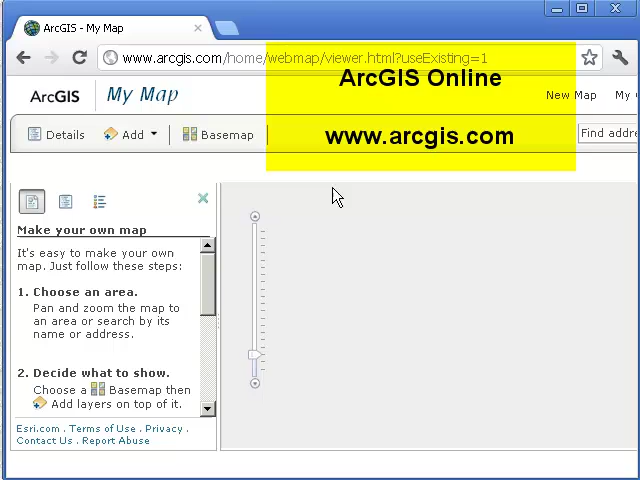 ArcGIS - My Map
www.arcgis.com/home/webmap/viewer.html?useExisting=1
ArcGIS Online
ArcGIS My Map
New Map
Details Add Basemap
www.arcgis.com
Find addre
Make your own map
It's easy to make your own
map. Just follow these steps:
1. Choose an area.
Pan and zoom the map to
an area or search by its
name or address.
2. Decide what to show.
Choose a Basemap then
Add layers on top of it.
Esri.com . Terms of Use . Privacy .
Contact Us . Report Abuse